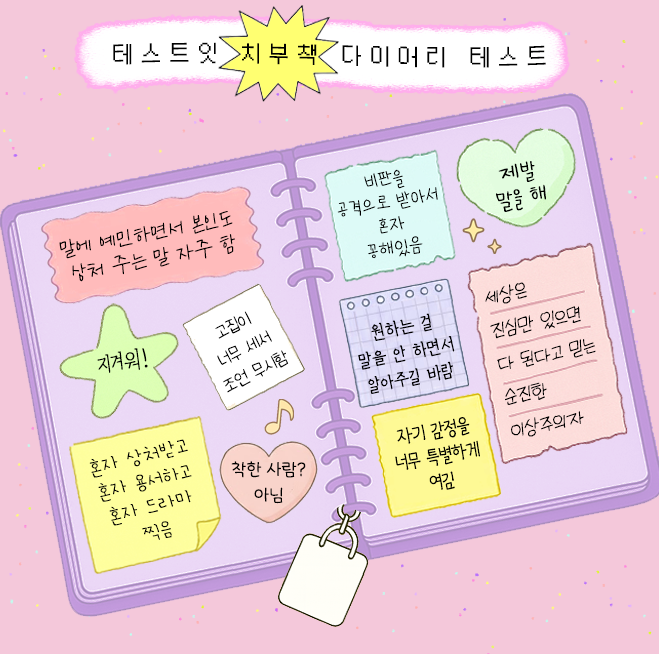 테스트잇 치부책 다이어리 테스트
말에 예민하면서 본인도
상처 주는 말 자주 함
지겨워!
고집이
너무 세서
조언 무시함
혼자 상처받고
혼자 용서하고
혼자 드라마
찍음
착한 사람?
아님
비판을
공격으로 받아서
혼자
꽁해있음
제발
말을 해
원하는 걸
말을 안 하면서
알아주길 바람
세상은
진심만 있으면
다 된다고 믿는
순진한
이상주의자
자기 감정을
너무 특별하게
여김